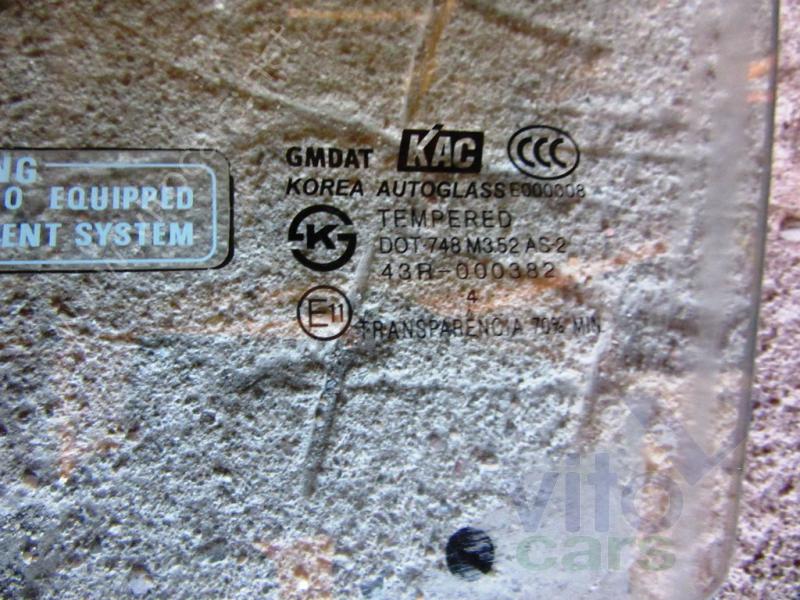 NG
O EQUIPPED
ENT SYSTEM
GMDAT KAC CCC
KOREA AUTOGLASS E000308
K TEMPERED
DOT-748 M352 AS-2
43R-000382
4
E11 TRANSPARENCIA 70% MIN.
vito
cars